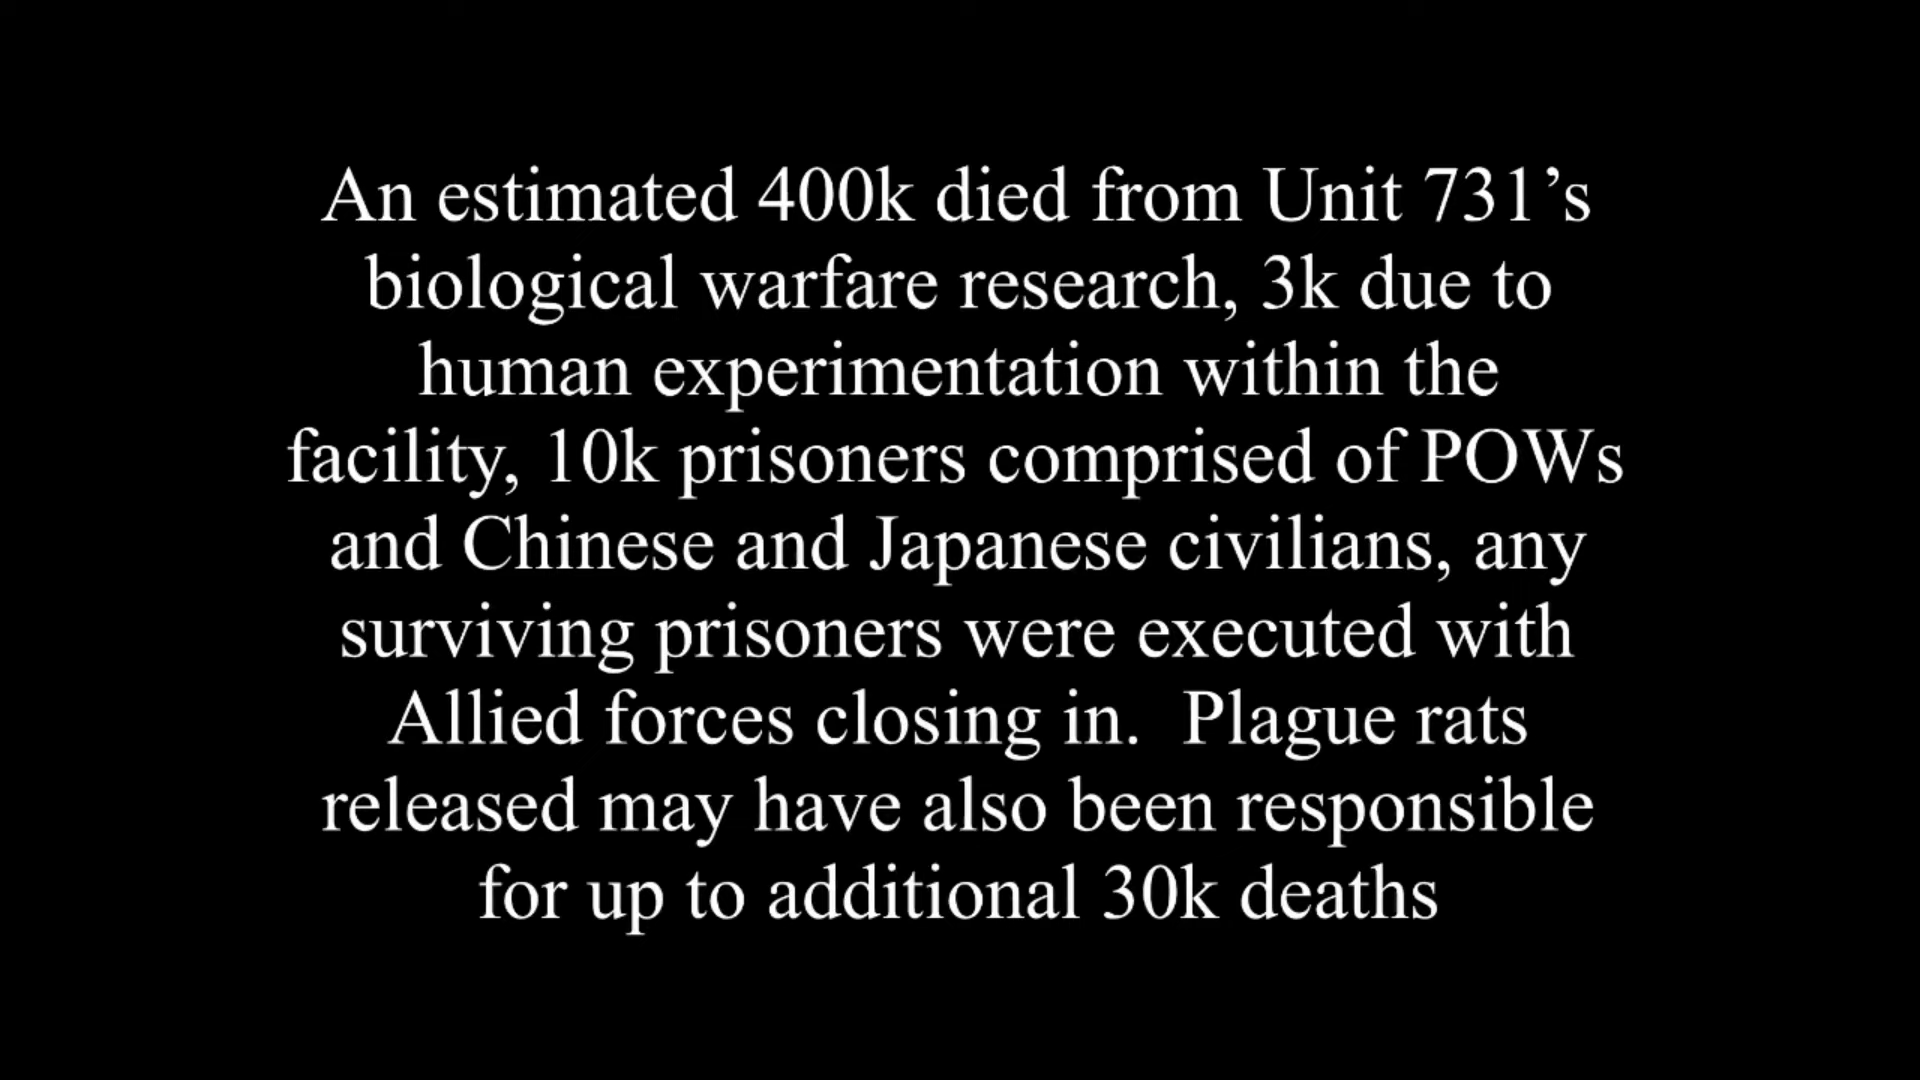 An estimated 400k died from Unit 731’s
biological warfare research, 3k due to
human experimentation within the
facility, 10k prisoners comprised of POWs
and Chinese and Japanese civilians, any
surviving prisoners were executed with
Allied forces closing in.  Plague rats
released may have also been responsible
for up to additional 30k deaths